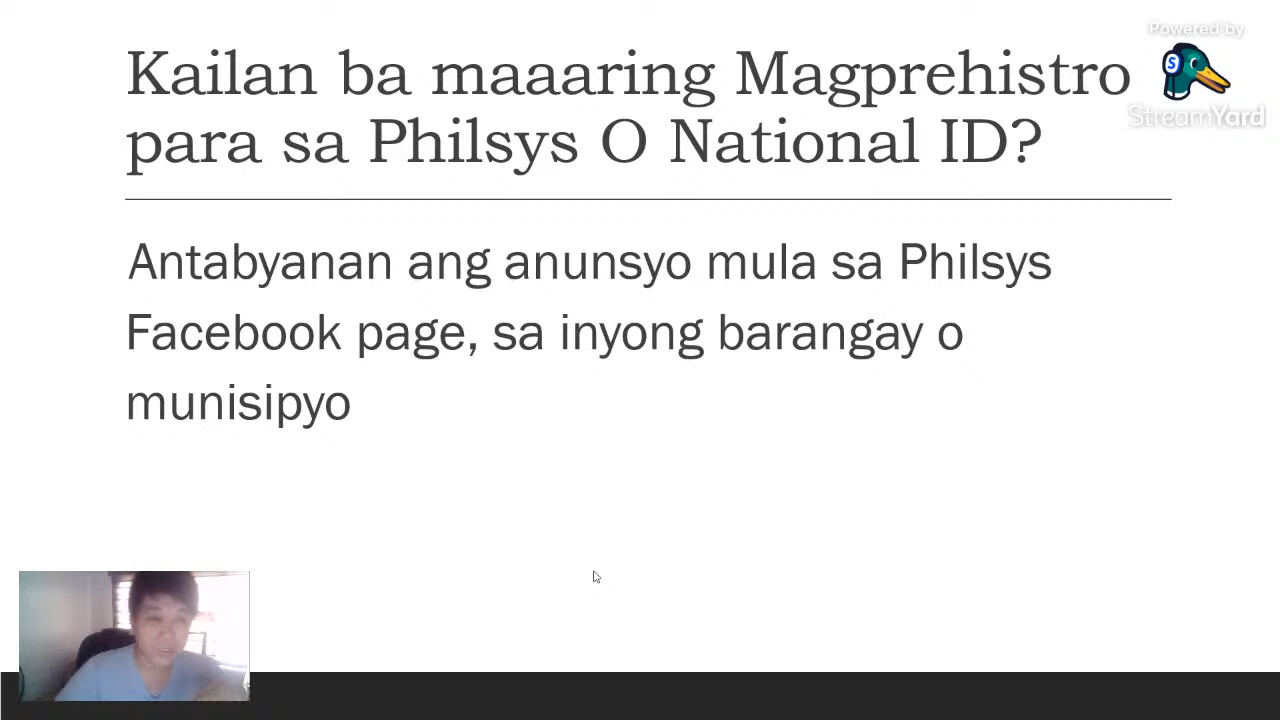 Powered by
StreamYard
Kailan ba maaaring Magprehistro
para sa Philsys O National ID?
Antabyanan ang anunsyo mula sa Philsys
Facebook page, sa inyong barangay o
munisipyo